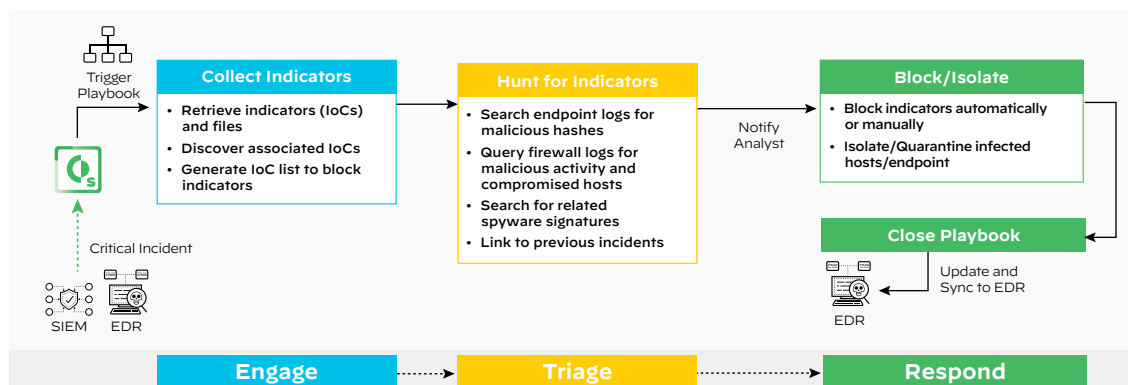 Trigger
Playbook
Collect Indicators
• Retrieve indicators (IoCs)
and files
• Discover associated IoCs
• Generate IoC list to block
indicators
Hunt for Indicators
• Search endpoint logs for
malicious hashes
• Query firewall logs for
malicious activity and
compromised hosts
• Search for related
spyware signatures
• Link to previous incidents
Notify
Analyst
Block/Isolate
• Block indicators automatically
or manually
• Isolate/Quarantine infected
hosts/endpoint
S
Critical Incident
SIEM
EDR
Close Playbook
Update and
Sync to EDR
EDR
Engage
Triage
Respond